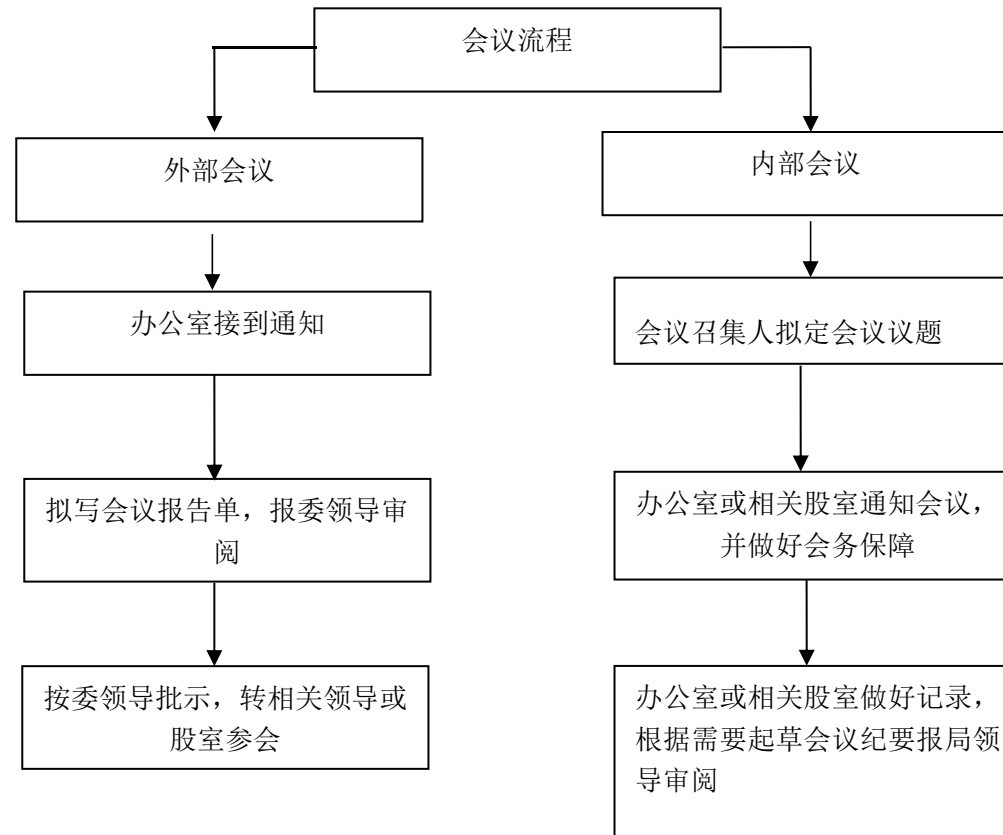 会议流程
外部会议
内部会议
办公室接到通知
会议召集人拟定会议议题
拟写会议报告单，报委领导审
阅
办公室或相关股室通知会议，
并做好会务保障
按委领导批示，转相关领导或
股室参会
办公室或相关股室做好记录，
根据需要起草会议纪要报局领
导审阅